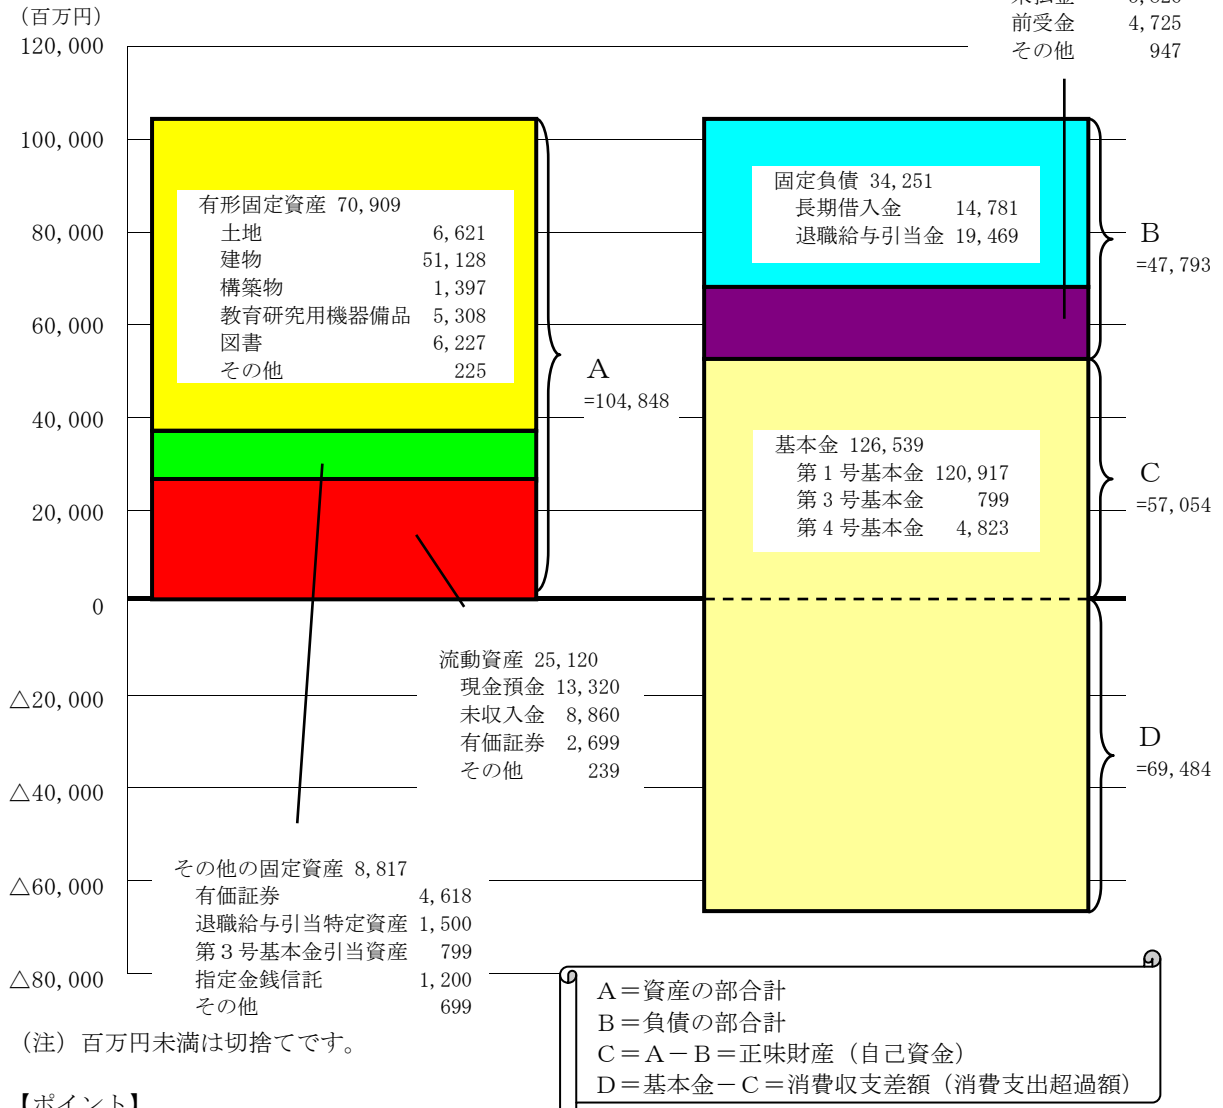 （百万円）
前受金 4,725
その他 947
120,000
100,000
80,000
60,000
40,000
20,000
0
△20,000
△40,000
△60,000
△80,000
有形固定資産 70,909
土地 6,621
建物 51,128
構築物 1,397
教育研究用機器備品 5,308
図書 6,227
その他 225
A
=104,848
固定負債 34,251
長期借入金 14,781
退職給与引当金 19,469
B
=47,793
基本金 126,539
第１号基本金 120,917
第３号基本金 799
第４号基本金 4,823
C
=57,054
D
=69,484
流動資産 25,120
現金預金 13,320
未収入金 8,860
有価証券 2,699
その他 239
その他の固定資産 8,817
有価証券 4,618
退職給与引当特定資産 1,500
第３号基本金引当資産 799
指定金銭信託 1,200
その他 699
（注）百万円未満は切捨てです。
A＝資産の部合計
B＝負債の部合計
C＝A－B＝正味財産（自己資金）
D＝基本金－C＝消費収支差額（消費支出超過額）
【ポイント】